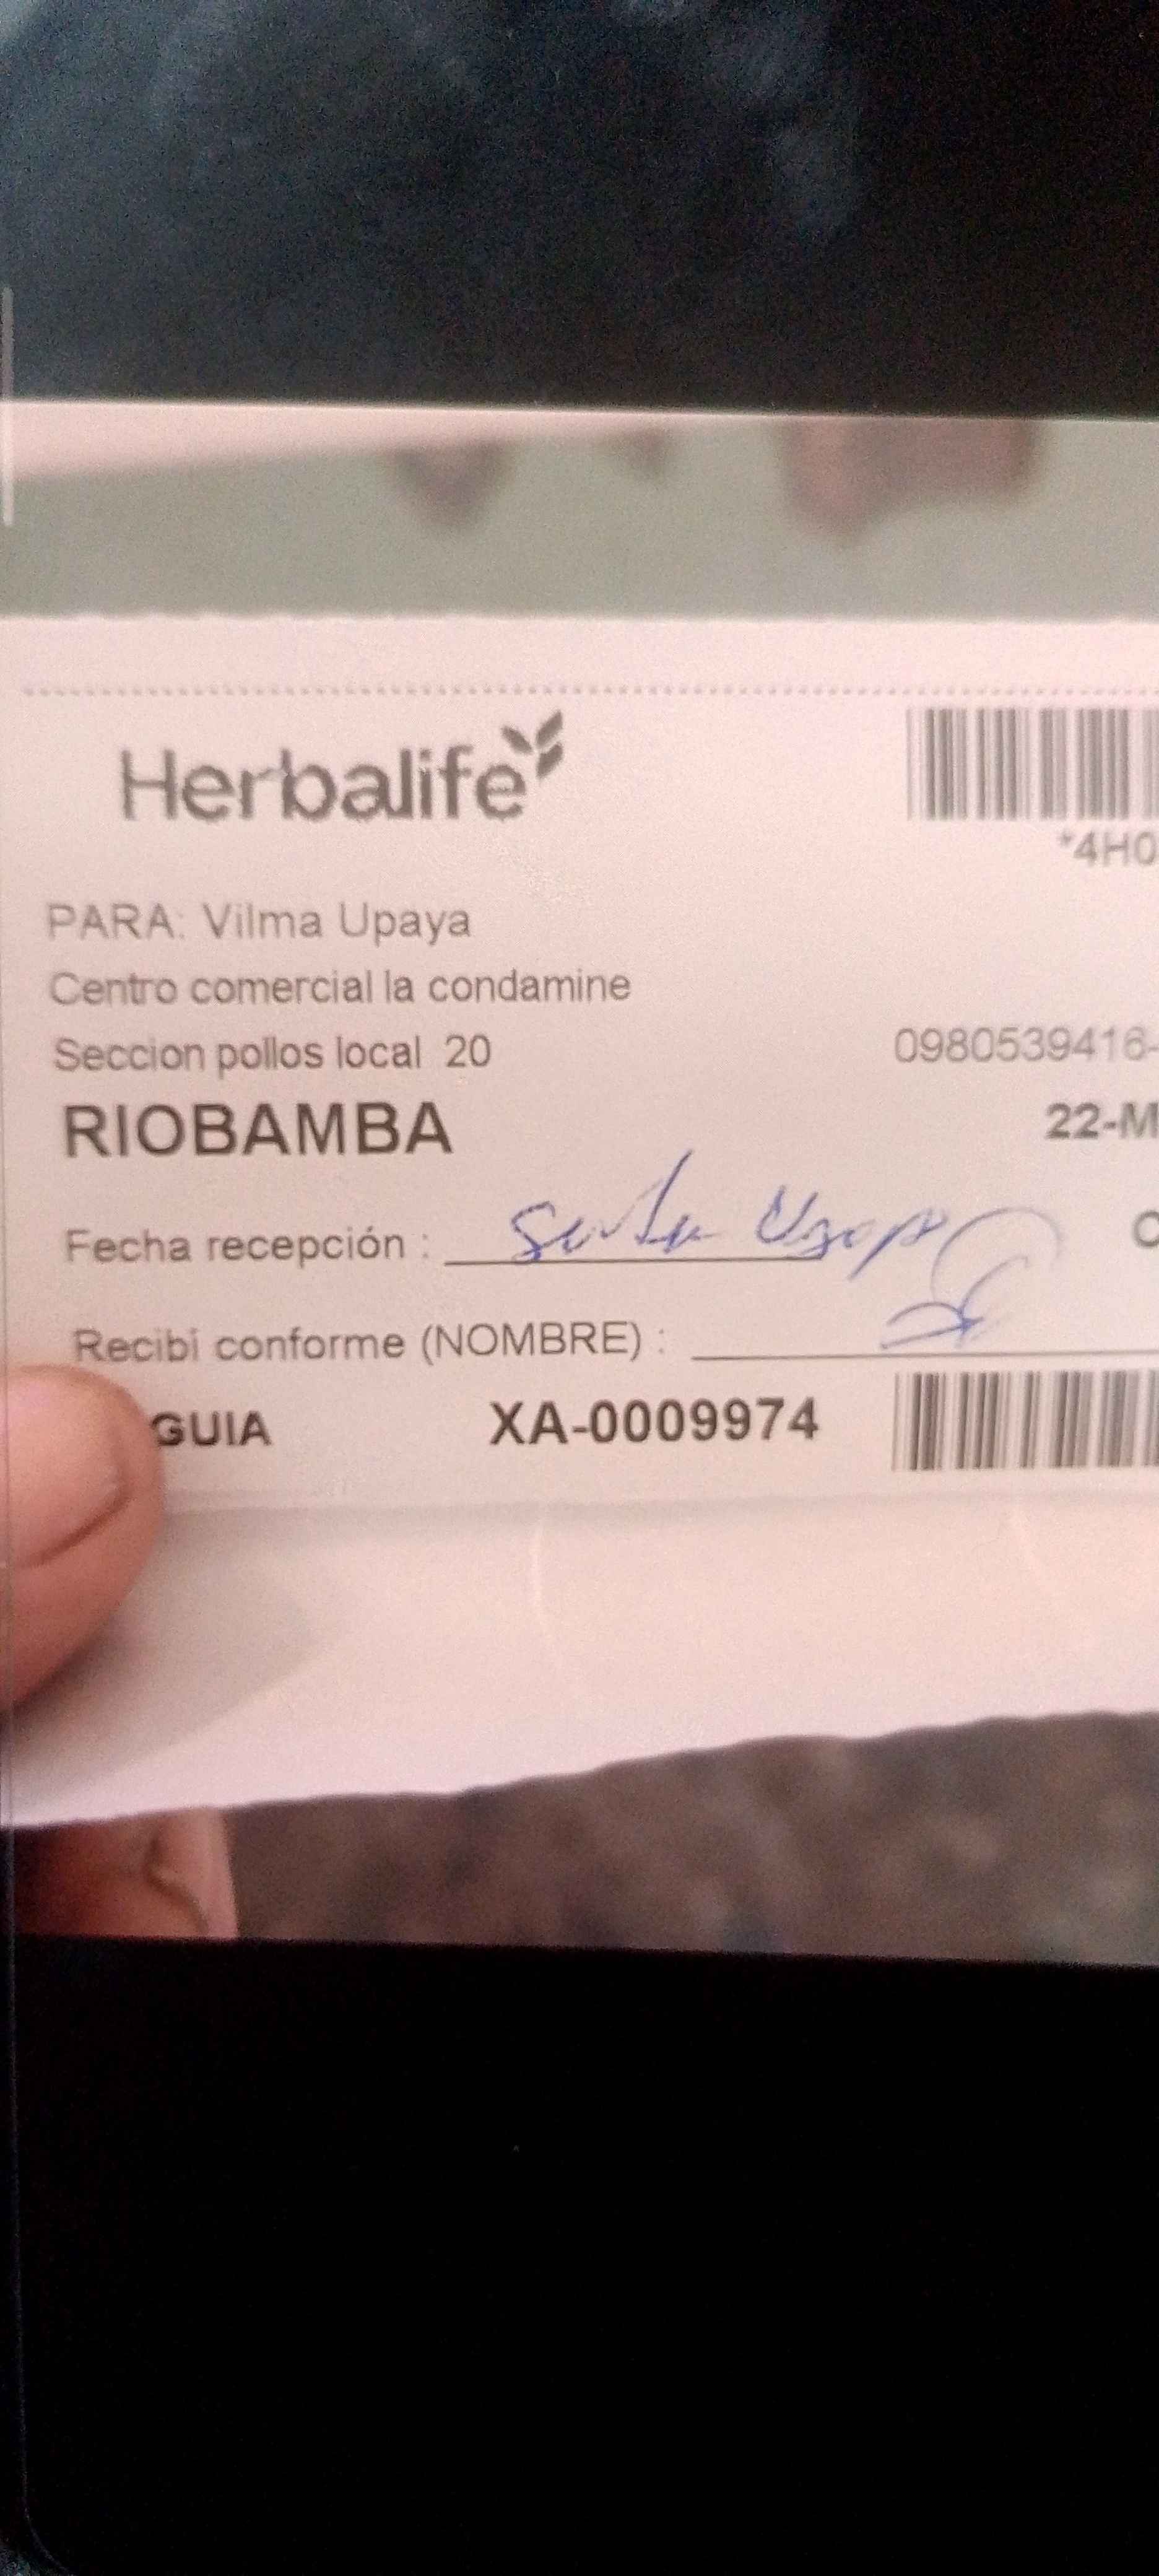 Herbalife
*4H0
PARA: Vilma Upaya
Centro comercial la condamine
Seccion pollos local 20
0980539416-
RIOBAMBA
22-M
Fecha recepción :
Recibi conforme (NOMBRE) :
GUIA XA-0009974